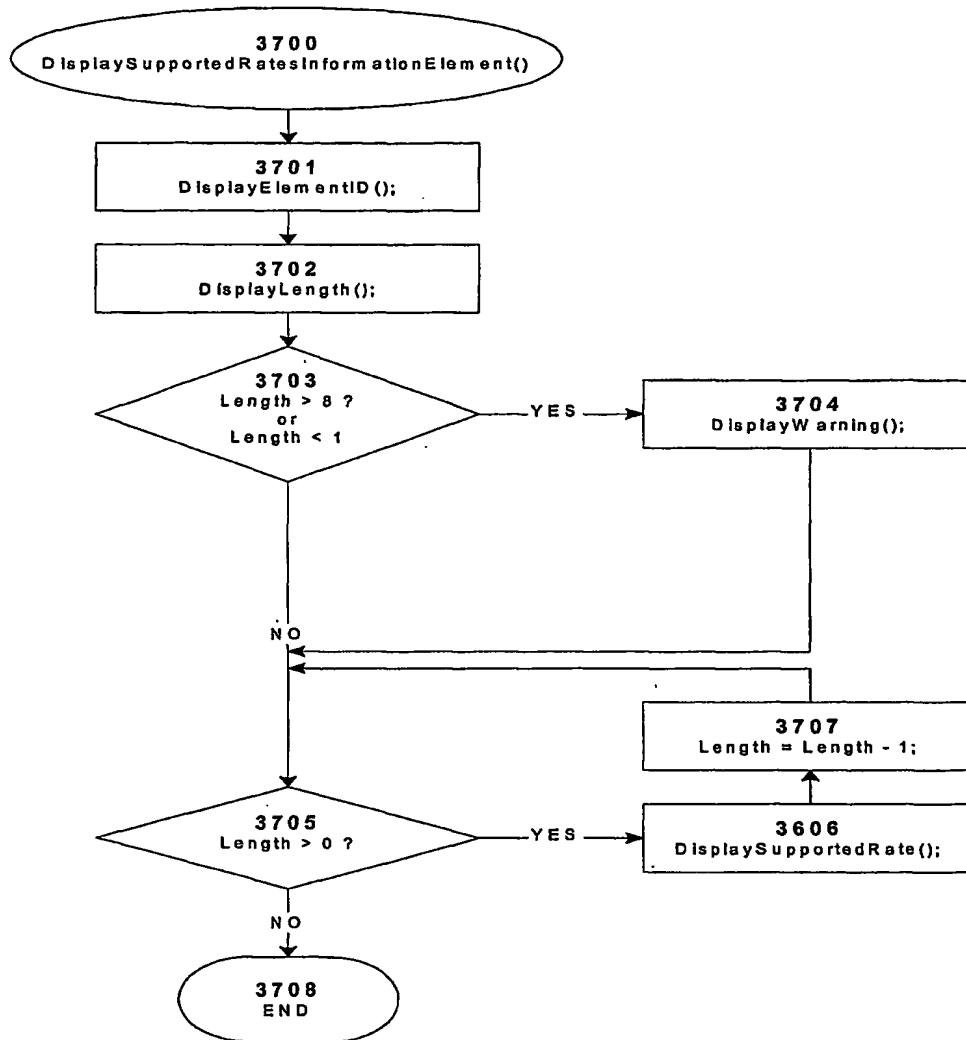 3700
DisplaySupportedRatesInformationElement()
3701
DisplayElementID();
3702
DisplayLength();
3703
Length > 8 ?
or
Length < 1
YES
3704
DisplayWarning();
NO
3707
Length = Length - 1;
3705
Length > 0 ?
YES
3606
DisplaySupportedRate();
NO
3708
END